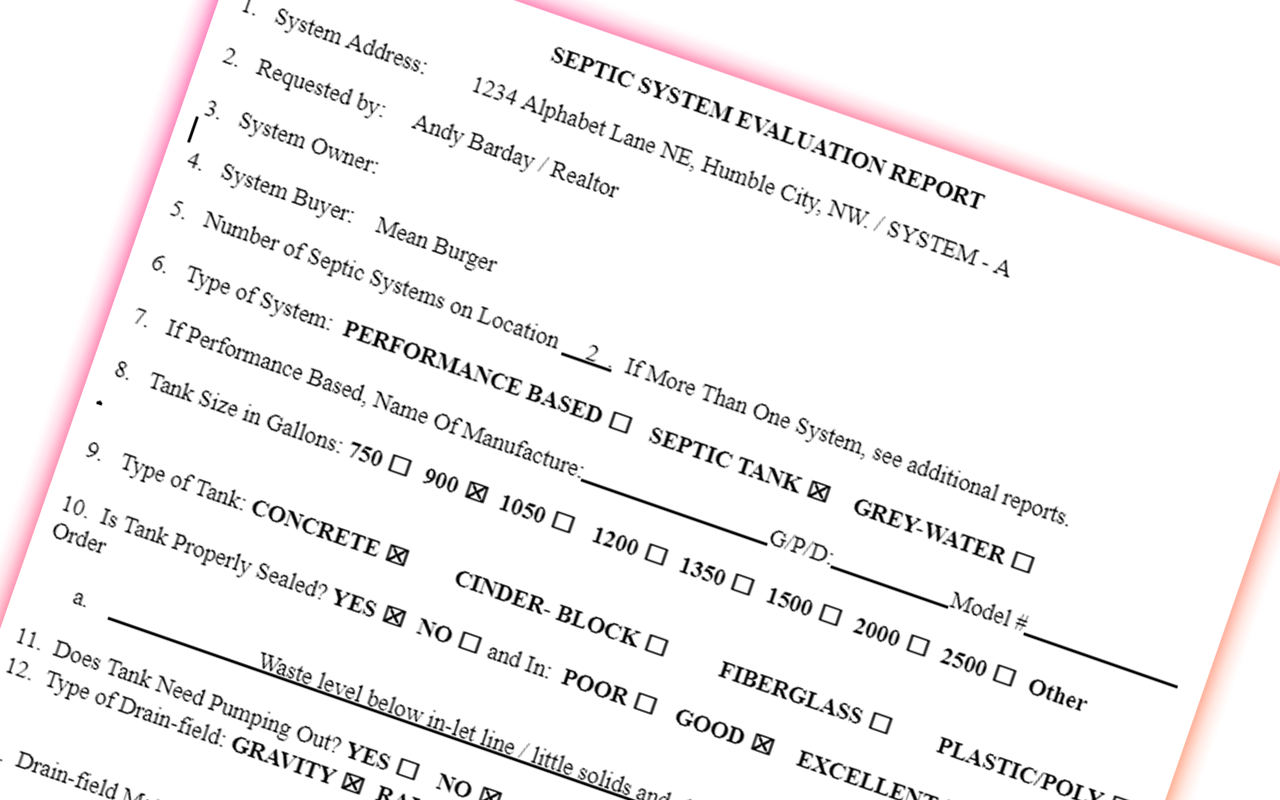 SEPTIC SYSTEM EVALUATION REPORT
1. System Address: 1234 Alphabet Lane NE, Humble City, NW. / SYSTEM - A
2. Requested by: Andy Barday / Realtor
3. System Owner:
4. System Buyer: Mean Burger
5. Number of Septic Systems on Location 2 . If More Than One System, see additional reports.
6. Type of System: PERFORMANCE BASED ☐ SEPTIC TANK ☒ GREY-WATER ☐
7. If Performance Based, Name Of Manufacture:__________ G/P/D:__________ Model #__________
8. Tank Size in Gallons: 750 ☐ 900 ☒ 1050 ☐ 1200 ☐ 1350 ☐ 1500 ☐ 2000 ☐ 2500 ☐ Other
9. Type of Tank: CONCRETE ☒ CINDER- BLOCK ☐ FIBERGLASS ☐ PLASTIC/POLY ☐
10. Is Tank Properly Sealed? YES ☒ NO ☐ and In: POOR ☐ GOOD ☒ EXCELLENT
Order
a. Waste level below in-let line / little solids and
11. Does Tank Need Pumping Out? YES ☐ NO ☒
12. Type of Drain-field: GRAVITY ☒
Drain-field